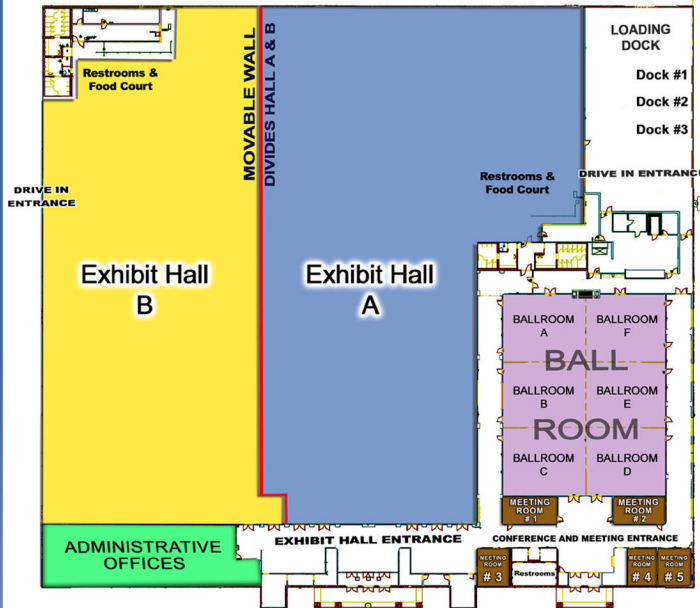 LOADING
DOCK
Dock #1
Dock #2
Dock #3
DRIVE IN ENTRANCE
Restrooms &
Food Court
MOVABLE WALL
DIVIDES HALL A & B
Restrooms &
Food Court
DRIVE IN
ENTRANCE
Exhibit Hall
B
Exhibit Hall
A
BALLROOM
A
BALLROOM
F
BALL
BALLROOM
B
BALLROOM
E
ROOM
BALLROOM
C
BALLROOM
D
MEETING
ROOM
# 1
MEETING
ROOM
# 2
EXHIBIT HALL ENTRANCE
CONFERENCE AND MEETING ENTRANCE
ADMINISTRATIVE
OFFICES
MEETING
ROOM
# 3
Restrooms
MEETING
ROOM
# 4
MEETING
ROOM
# 5